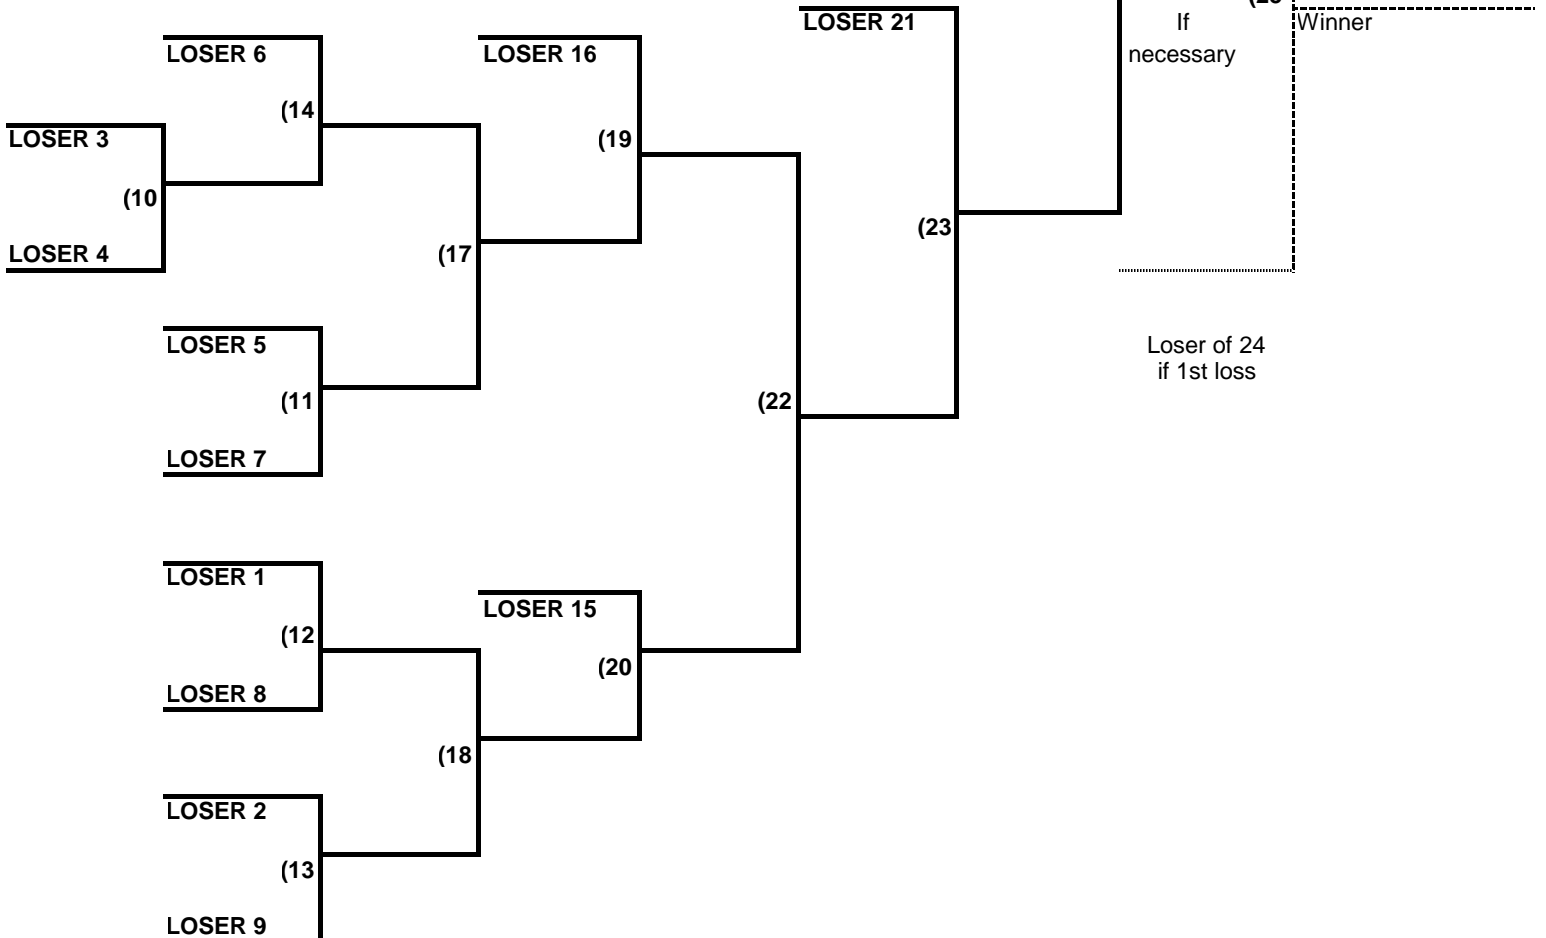 LOSER 21
If
necessary
Winner
LOSER 6
LOSER 16
(14
(19
LOSER 3
(10
LOSER 4
(17
(23
LOSER 5
(11
LOSER 7
(22
Loser of 24
if 1st loss
LOSER 1
(12
LOSER 8
LOSER 15
(20
(18
LOSER 2
(13
LOSER 9